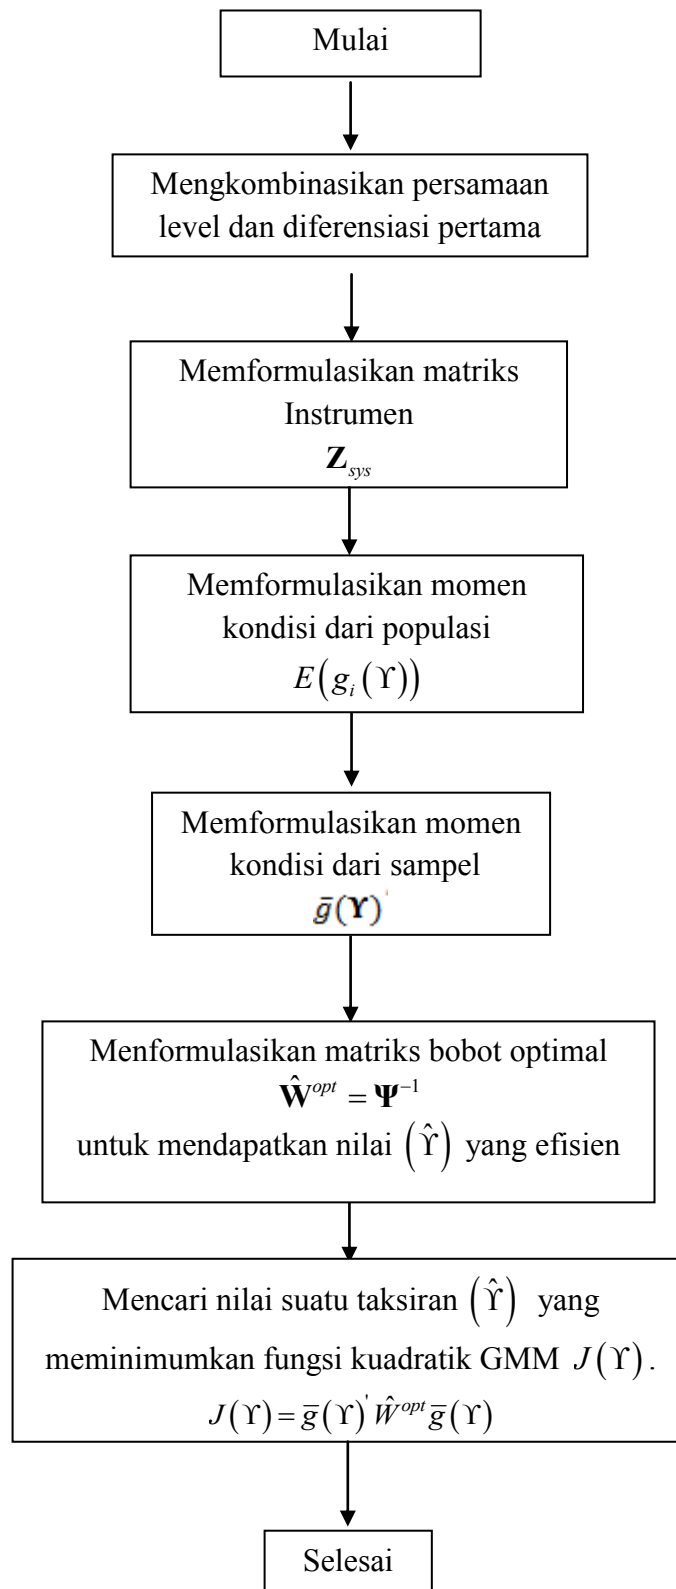 Mulai
Mengkombinasikan persamaan
level dan diferensiasi pertama
Memformulasikan matriks
Instrumen
𝐙_{sys}
Memformulasikan momen
kondisi dari populasi
E(g_i(ϒ))
Memformulasikan momen
kondisi dari sampel
ḡ(ϒ)'
Menformulasikan matriks bobot optimal
Ŵ^{opt} = Ψ^{-1}
untuk mendapatkan nilai (ϒ̂) yang efisien
Mencari nilai suatu taksiran (ϒ̂) yang
meminimumkan fungsi kuadratik GMM J(ϒ).
J(ϒ) = ḡ(ϒ)' Ŵ^{opt} ḡ(ϒ)
Selesai